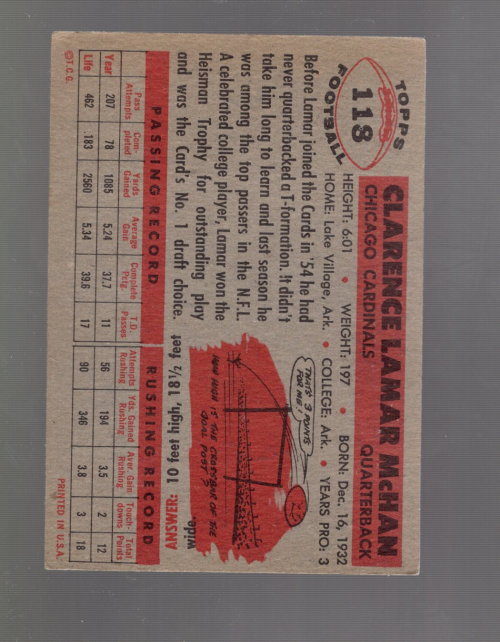 TOPPS
118
FOOTBALL
CLARENCE LAMAR McHAN
CHICAGO CARDINALS QUARTERBACK
HEIGHT: 6:01 • WEIGHT: 197 • BORN: Dec. 16, 1932
HOME: Lake Village, Ark. • COLLEGE: Ark. • YEARS PRO: 3
Before Lamar joined the Cards in '54 he had
never quarterbacked a T-formation. It didn't
take him long to learn and last season he
was among the top passers in the N.F.L.
A celebrated college player, Lamar won the
Heisman Trophy for outstanding play
and was the Card's No. 1 draft choice.
THAT'S 3 POINTS
FOR ME!
HOW HIGH IS THE CROSSBAR OF THE
GOAL POST?
ANSWER: 10 feet high, 18½ feet
wide
PASSING RECORD RUSHING RECORD
Year Pass Attempts Completed Yards Gained Average Gain Complete Pctg. T.D. Passes Attempts Rushing Yds. Gained Rushing Aver. Gain Rushing Touchdowns Total Points
Year 207 78 1085 5.24 37.7 11 56 194 3.5 2 12
Life 462 183 2560 5.34 39.6 17 90 346 3.8 3 18
©T.C.G. PRINTED IN U.S.A.